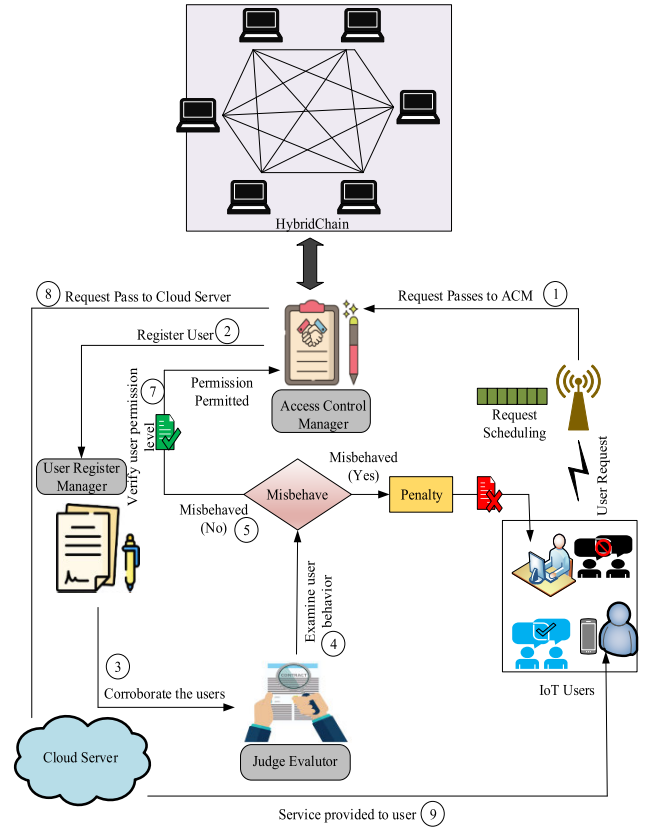 HybridChain
8
Request Pass to Cloud Server
Request Passes to ACM
1
Register User
2
7
Permission
Permitted
Access Control
Manager
Request
Scheduling
User Request
Verify user permission
level
User Register
Manager
Misbehaved
(Yes)
Misbehave
Penalty
Misbehaved
(No)
5
Examine user
behavior
4
3
Corroborate the users
CONTRACT
IoT Users
Cloud Server
Judge Evalutor
Service provided to user
9